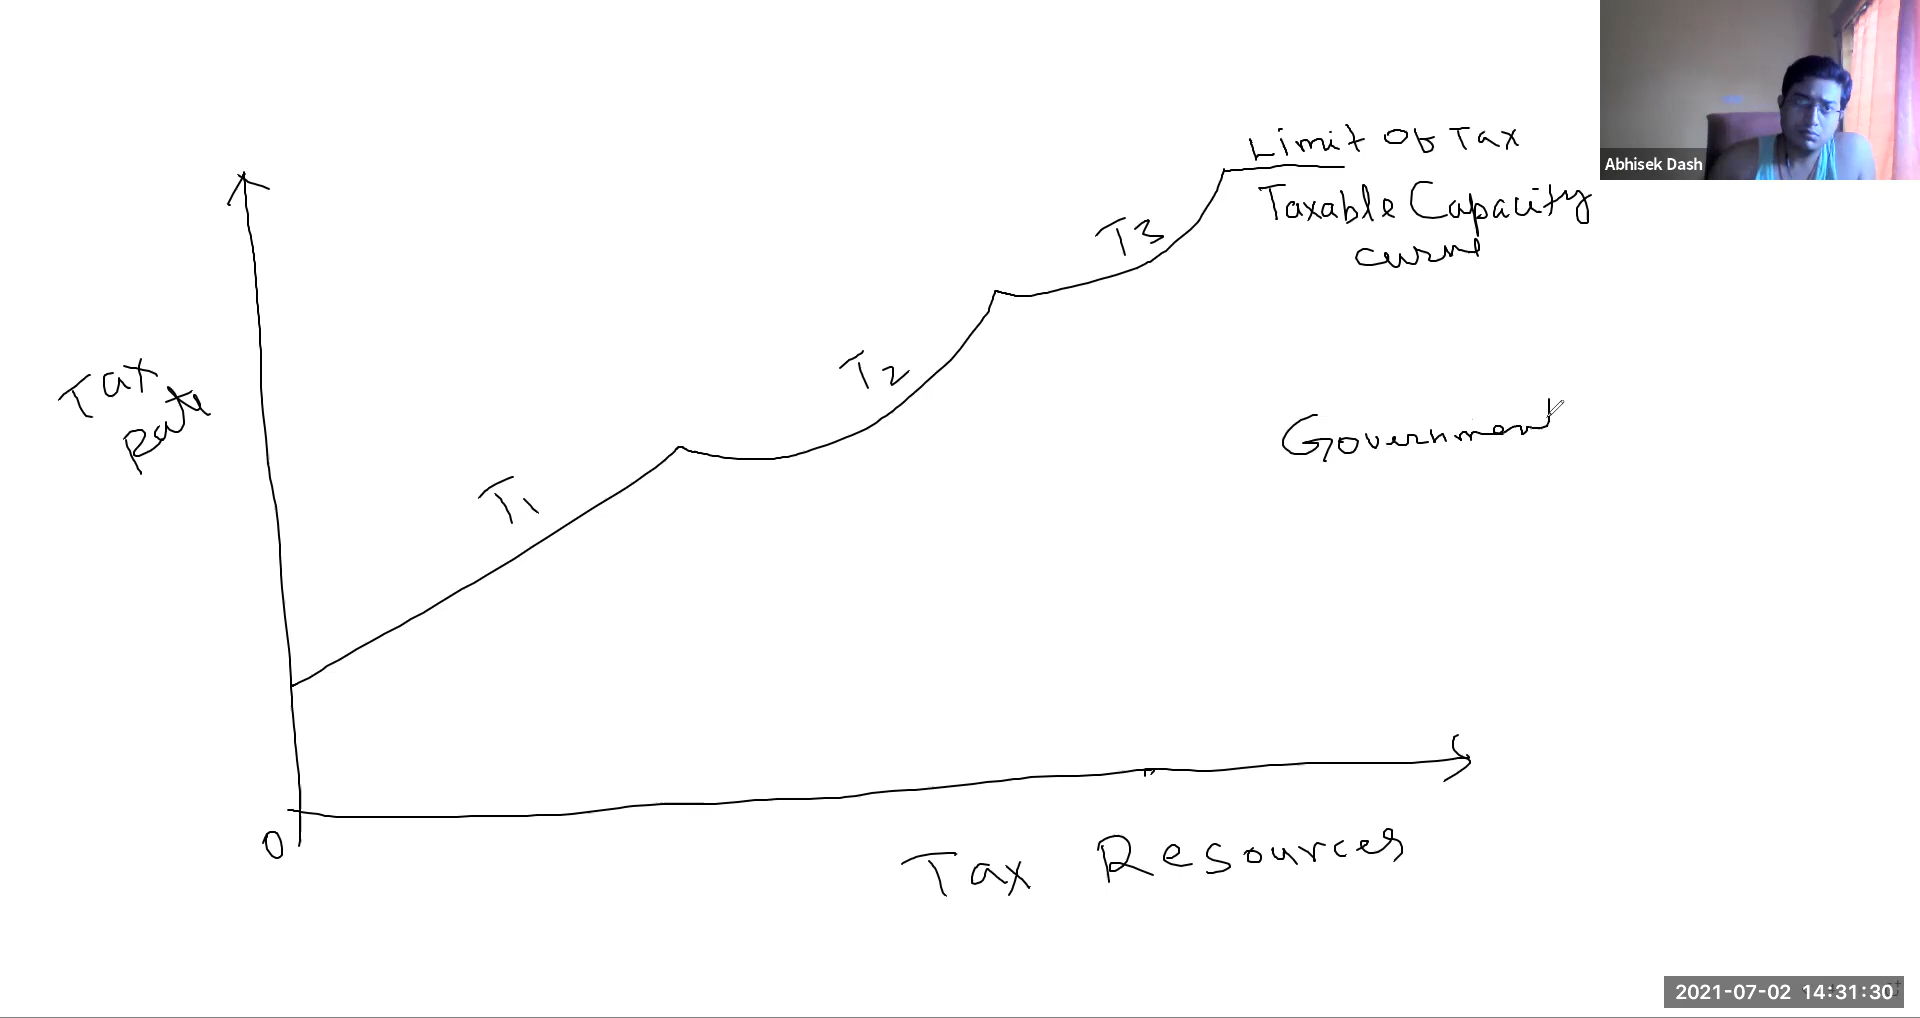 Abhisek Dash
Limit Of Tax
Taxable Capacity
curve
T3
T2
Tax
Rate
Government
T1
0
Tax Resources
2021-07-02 14:31:30